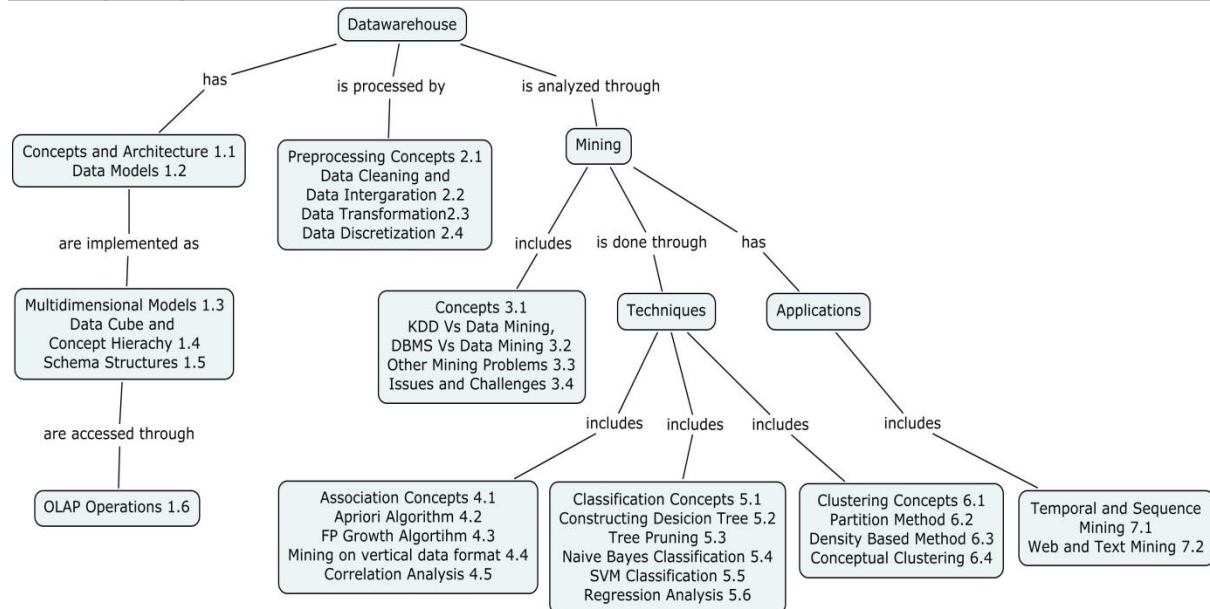 Datawarehouse
has
is processed by
is analyzed through
Concepts and Architecture 1.1
Data Models 1.2
Preprocessing Concepts 2.1
Data Cleaning and
Data Intergaration 2.2
Data Transformation2.3
Data Discretization 2.4
Mining
are implemented as
includes
is done through
has
Multidimensional Models 1.3
Data Cube and
Concept Hierachy 1.4
Schema Structures 1.5
Concepts 3.1
KDD Vs Data Mining,
DBMS Vs Data Mining 3.2
Other Mining Problems 3.3
Issues and Challenges 3.4
Techniques
Applications
are accessed through
includes
includes
includes
includes
OLAP Operations 1.6
Association Concepts 4.1
Apriori Algorithm 4.2
FP Growth Algortihm 4.3
Mining on vertical data format 4.4
Correlation Analysis 4.5
Classification Concepts 5.1
Constructing Desicion Tree 5.2
Tree Pruning 5.3
Naive Bayes Classification 5.4
SVM Classification 5.5
Regression Analysis 5.6
Clustering Concepts 6.1
Partition Method 6.2
Density Based Method 6.3
Conceptual Clustering 6.4
Temporal and Sequence
Mining 7.1
Web and Text Mining 7.2